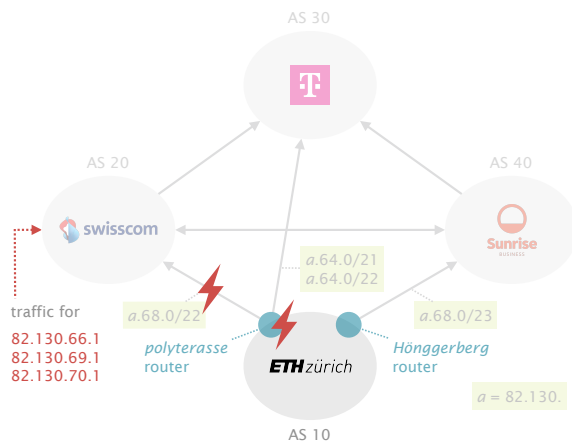 AS 30
T
AS 20
AS 40
swisscom
Sunrise
BUSINESS
a.64.0/21
a.64.0/22
traffic for
82.130.66.1
82.130.69.1
82.130.70.1
a.68.0/22
a.68.0/23
polyterasse
router
Hönggerberg
router
ETH zürich
a = 82.130.
AS 10